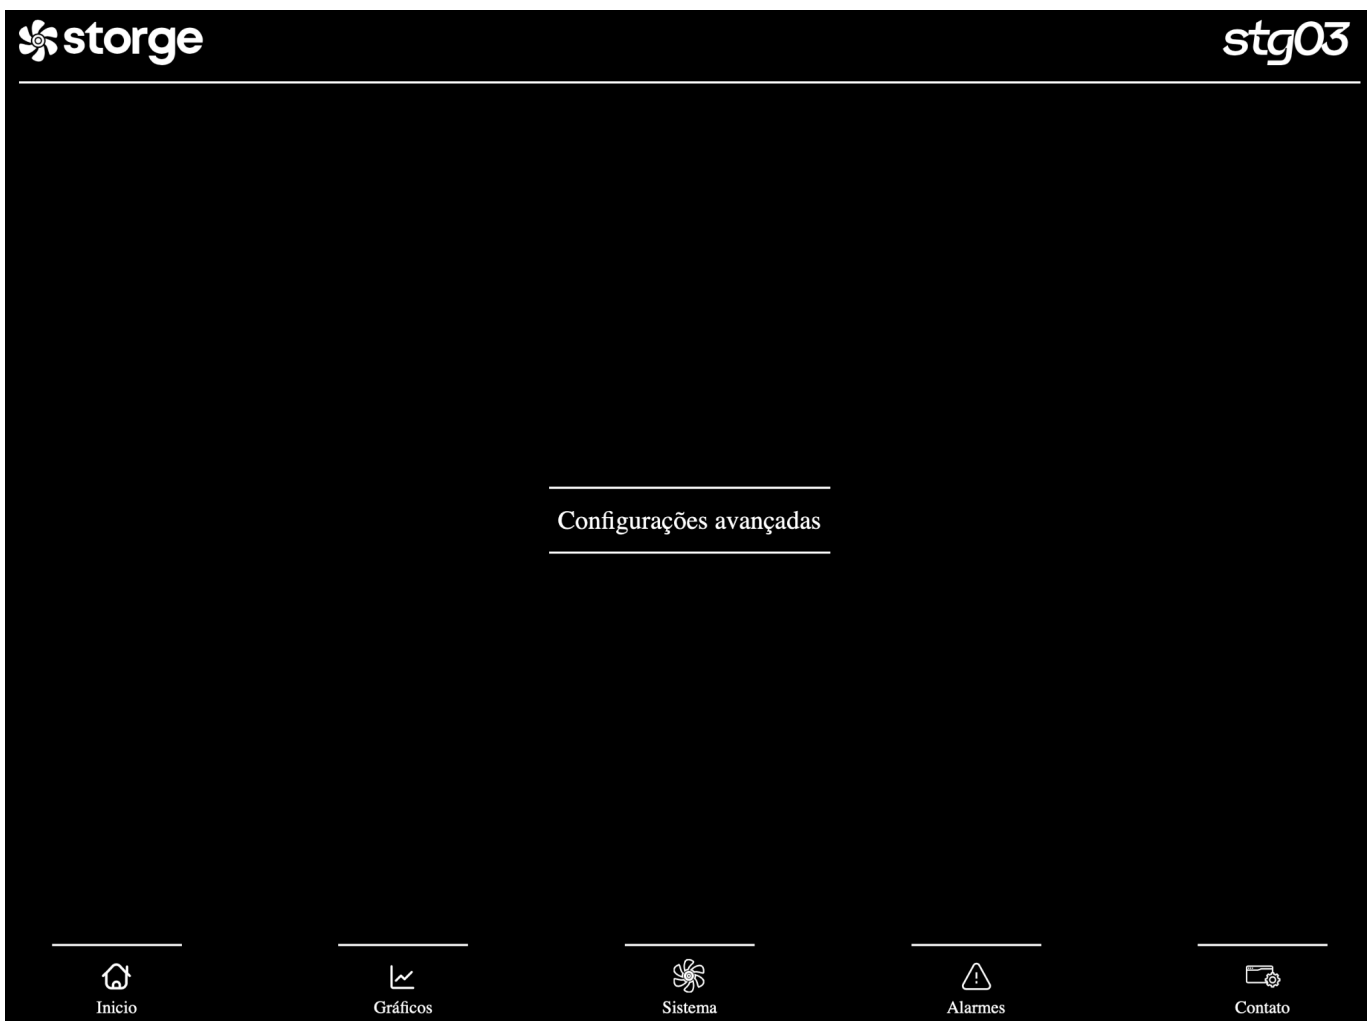 storge
stg03
Configurações avançadas
Inicio
Gráficos
Sistema
Alarmes
Contato